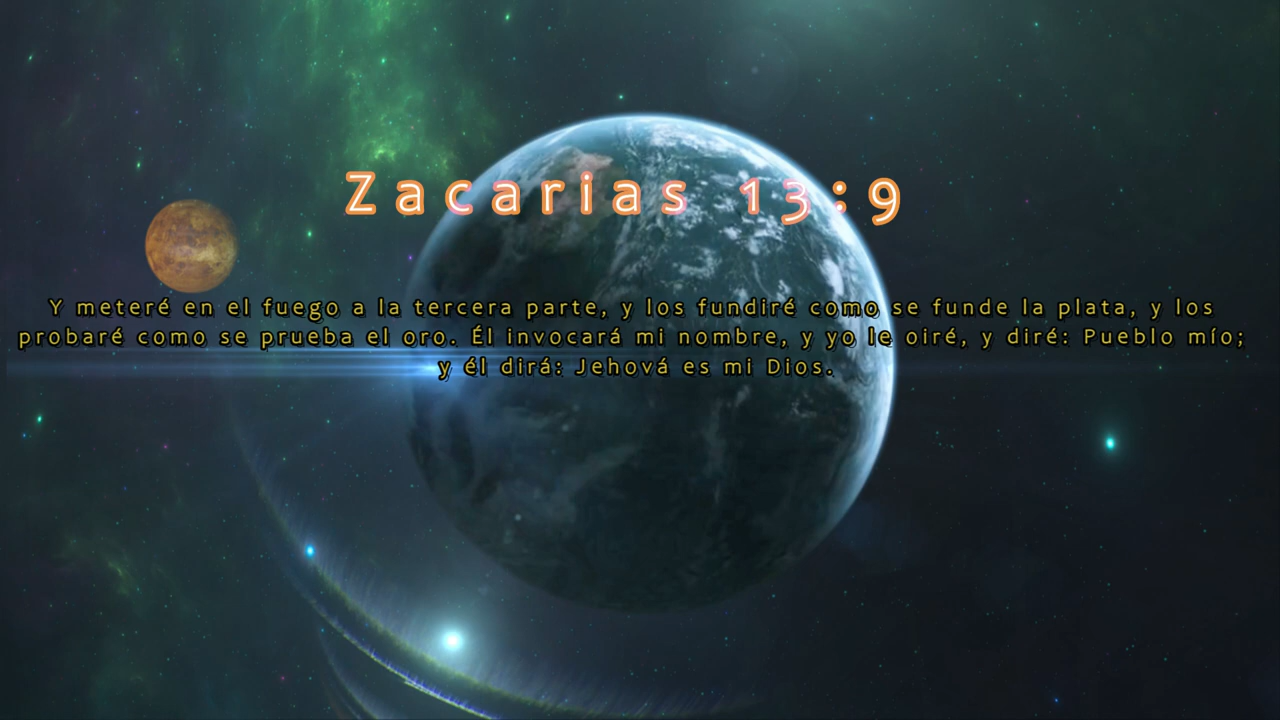 Zacarias 13:9
Y meteré en el fuego a la tercera parte, y los fundiré como se funde la plata, y los
probaré como se prueba el oro. Él invocará mi nombre, y yo le oiré, y diré: Pueblo mío;
y él dirá: Jehová es mi Dios.